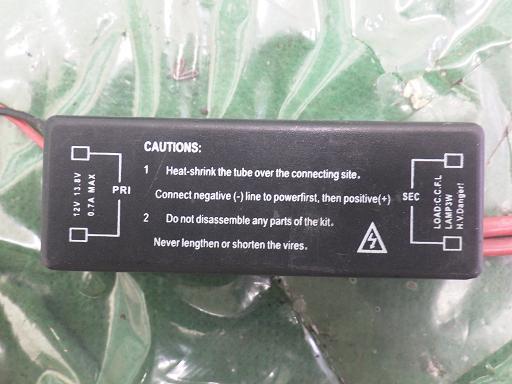 CAUTIONS:
1 Heat-shrink the tube over the connecting site.
Connect negative (-) line to powerfirst, then positive(+)
2 Do not disassemble any parts of the kit.
Never lengthen or shorten the vires.
12V 13.8V
0.7A MAX
PRI
SEC
LOAD:C.C.F.L
LAMP3W
H.V.Danger!